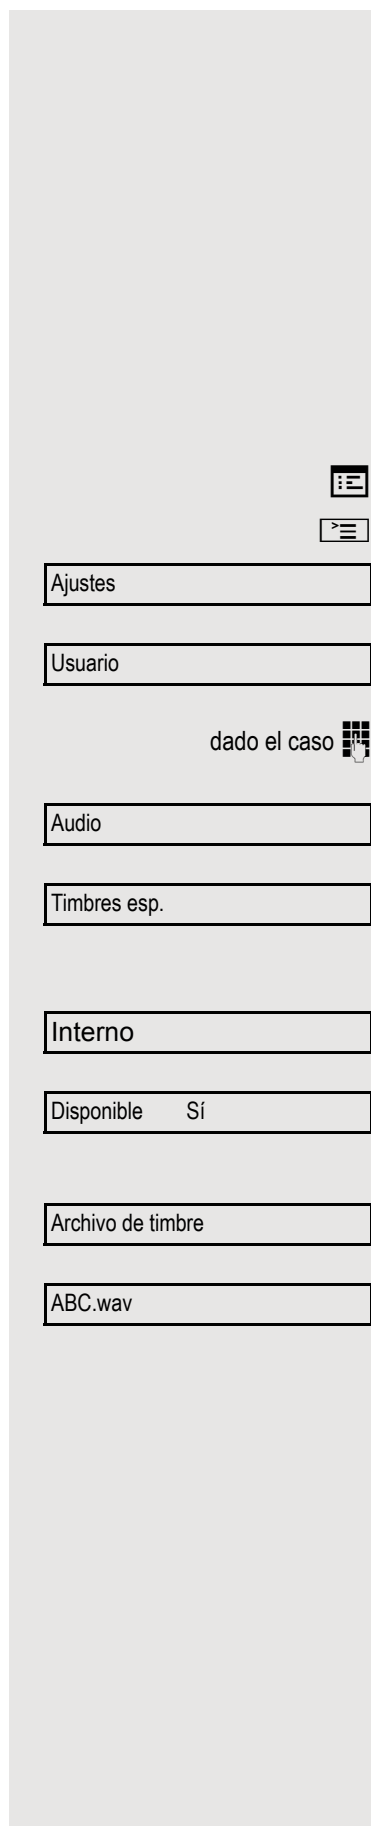 Ajustes
Usuario
dado el caso
Audio
Timbres esp.
Interno
Disponible Sí
Archivo de timbre
ABC.wav